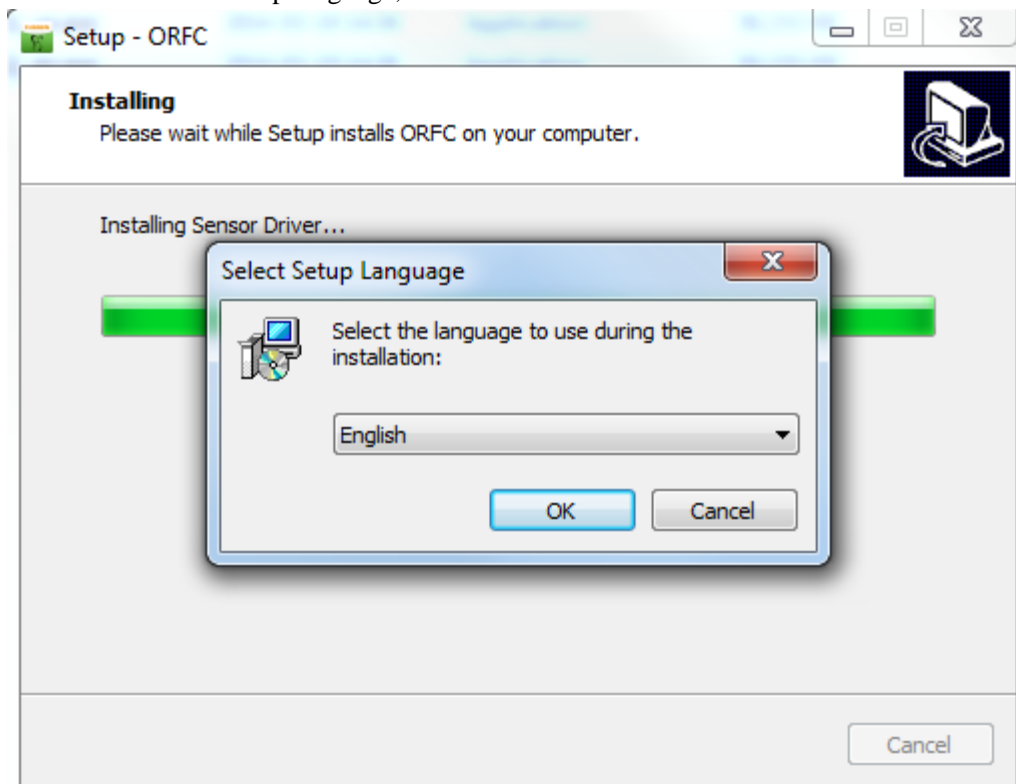 Setup - ORFC
Installing
Please wait while Setup installs ORFC on your computer.
Installing Sensor Driver...
Select Setup Language
Select the language to use during the
installation:
English
OK
Cancel
Cancel